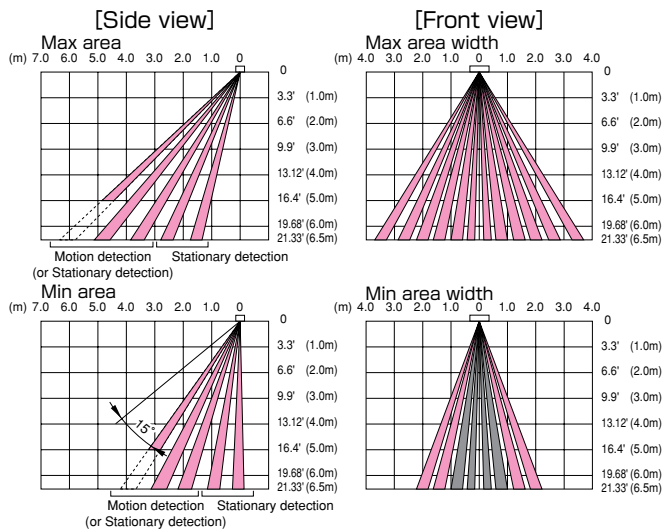 [Side view] [Front view]
Max area Max area width
(m) 7.0 6.0 5.0 4.0 3.0 2.0 1.0 0 4.0 3.0 2.0 1.0 0 1.0 2.0 3.0 4.0
0 0
3.3' (1.0m) 3.3' (1.0m)
6.6' (2.0m) 6.6' (2.0m)
9.9' (3.0m) 9.9' (3.0m)
13.12' (4.0m) 13.12' (4.0m)
16.4' (5.0m) 16.4' (5.0m)
19.68' (6.0m) 19.68' (6.0m)
21.33' (6.5m) 21.33' (6.5m)
Motion detection Stationary detection
(or Stationary detection)
Min area Min area width
(m) 7.0 6.0 5.0 4.0 3.0 2.0 1.0 0 4.0 3.0 2.0 1.0 0 1.0 2.0 3.0 4.0
0 0
3.3' (1.0m) 3.3' (1.0m)
6.6' (2.0m) 6.6' (2.0m)
9.9' (3.0m) 9.9' (3.0m)
15° 13.12' (4.0m) 13.12' (4.0m)
16.4' (5.0m) 16.4' (5.0m)
19.68' (6.0m) 19.68' (6.0m)
21.33' (6.5m) 21.33' (6.5m)
Motion detection Stationary detection
(or Stationary detection)